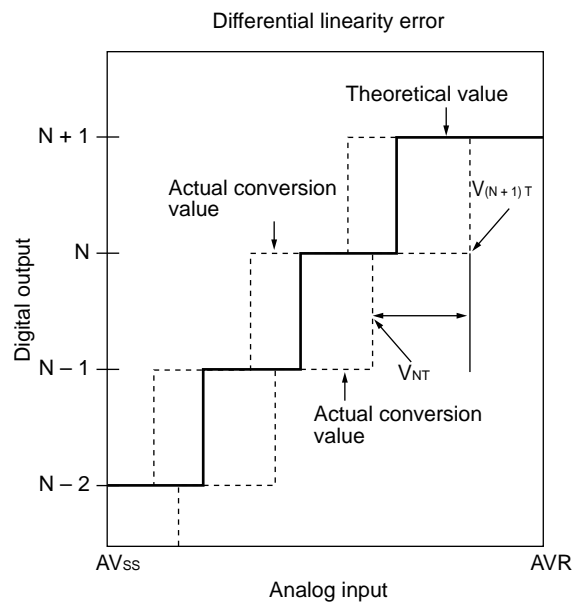 Differential linearity error
Theoretical value
N + 1
V(N + 1) T
Actual conversion
value
N
Digital output
N – 1
VNT
Actual conversion
value
N – 2
AVSS
AVR
Analog input